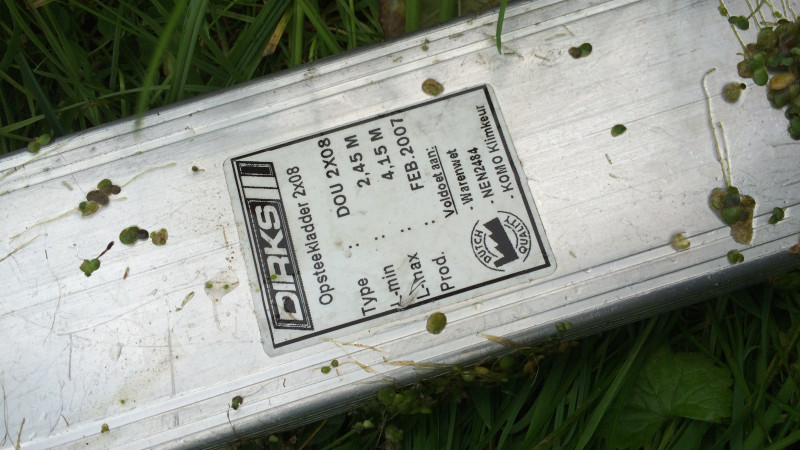 DIRKS
Opsteekladder 2x08
Type : DOU 2X08
L-min : 2,45 M
L-max : 4,15 M
Prod. : FEB.2007
Voldoet aan:
- Warenwet
- NEN2484
- KOMO Klimkeur
DUTCH
QUALITY